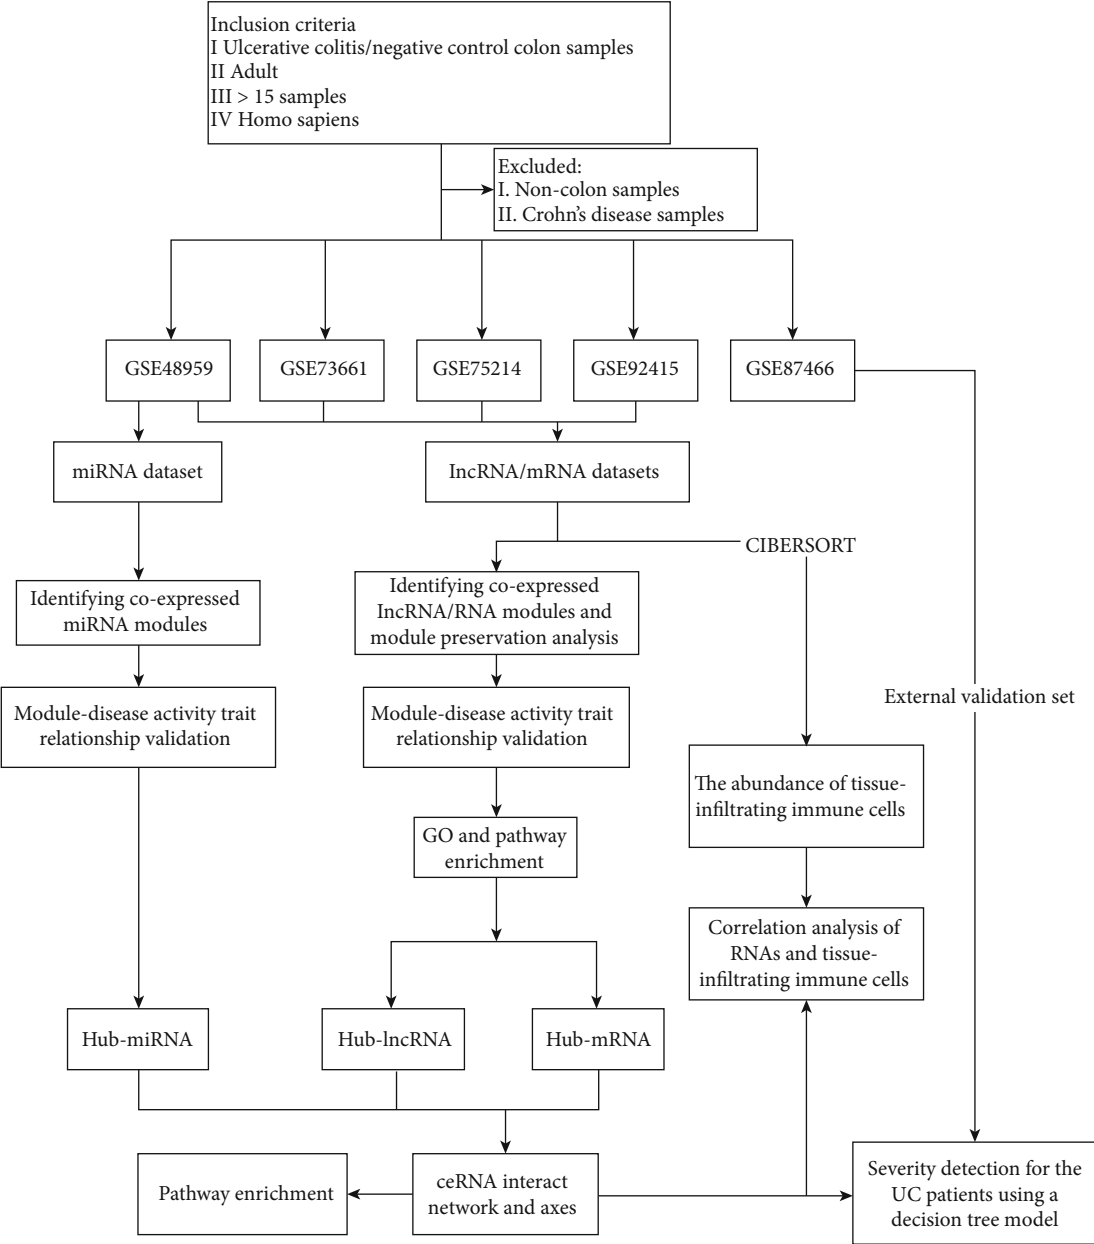 Inclusion criteria
I Ulcerative colitis/negative control colon samples
II Adult
III > 15 samples
IV Homo sapiens
Excluded:
I. Non-colon samples
II. Crohn's disease samples
GSE48959
GSE73661
GSE75214
GSE92415
GSE87466
miRNA dataset
IncRNA/mRNA datasets
CIBERSORT
Identifying co-expressed
miRNA modules
Identifying co-expressed
IncRNA/RNA modules and
module preservation analysis
Module-disease activity trait
relationship validation
Module-disease activity trait
relationship validation
External validation set
The abundance of tissue-
infiltrating immune cells
GO and pathway
enrichment
Correlation analysis of
RNAs and tissue-
infiltrating immune cells
Hub-miRNA
Hub-lncRNA
Hub-mRNA
Pathway enrichment
ceRNA interact
network and axes
Severity detection for the
UC patients using a
decision tree model